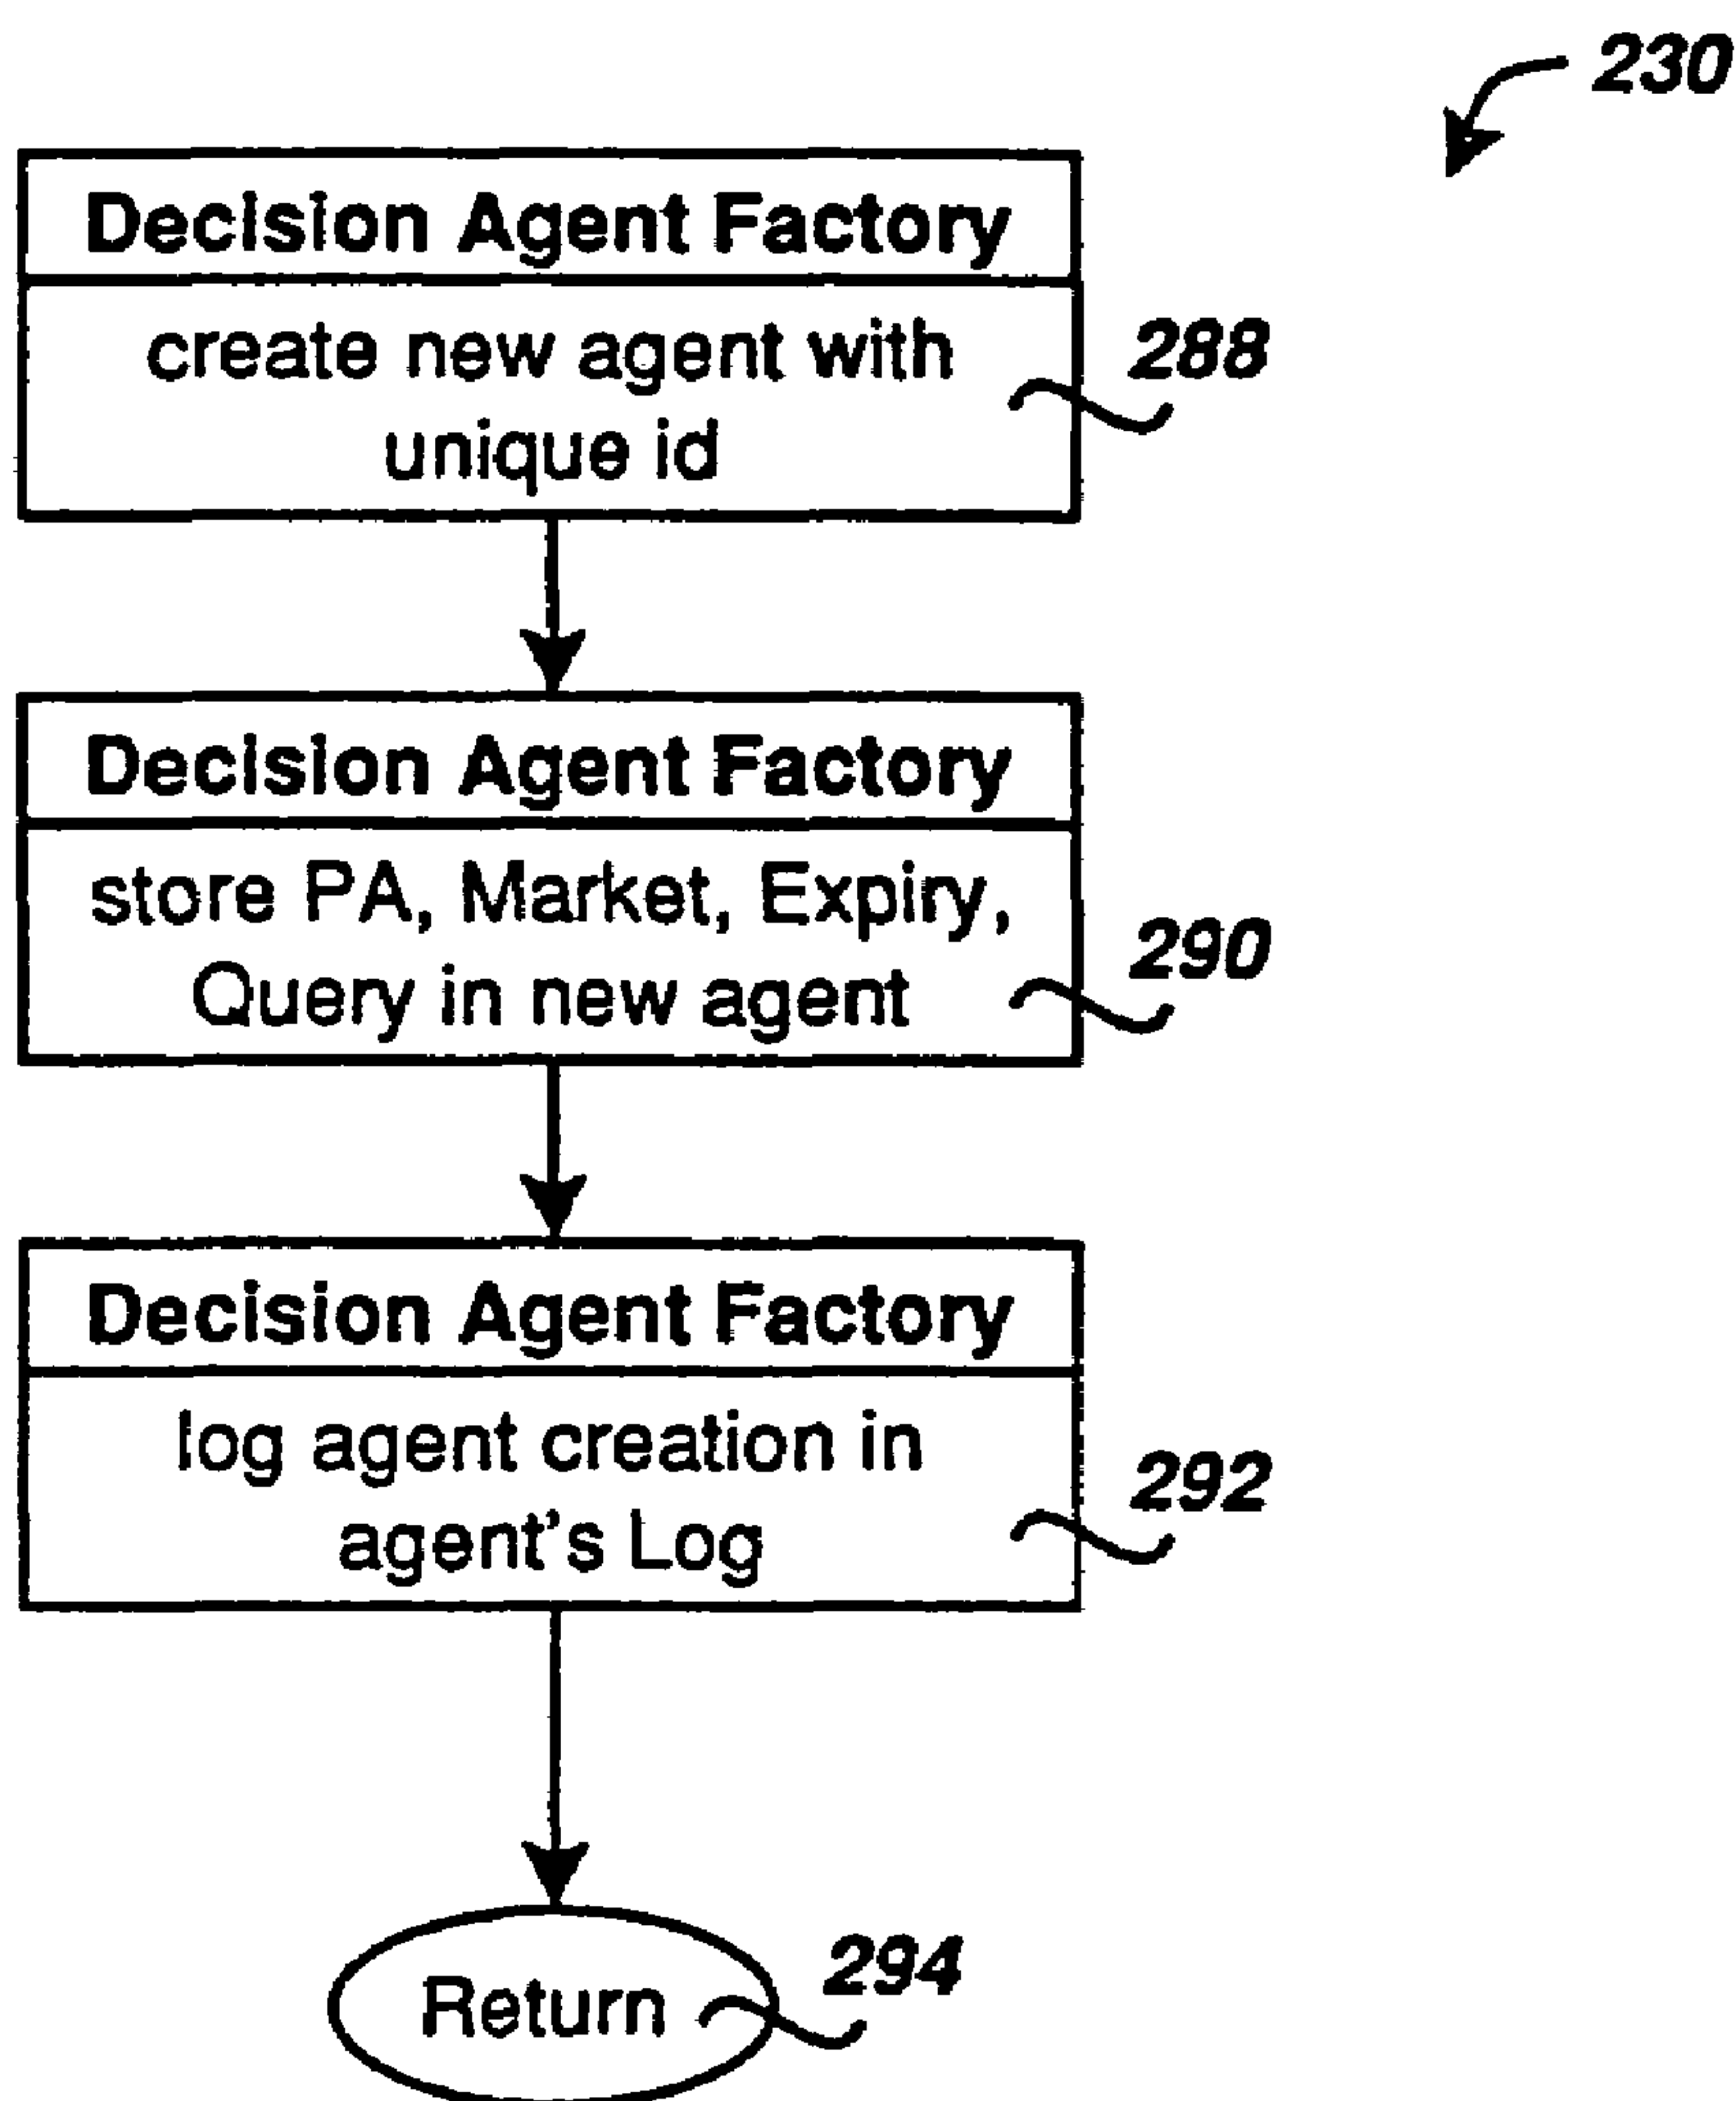 230
Decision Agent Factory
create new agent with
unique id
288
Decision Agent Factory
store PA, Market, Expiry,
Query in new agent
290
Decision Agent Factory
log agent creation in
agent's Log
292
Return
294